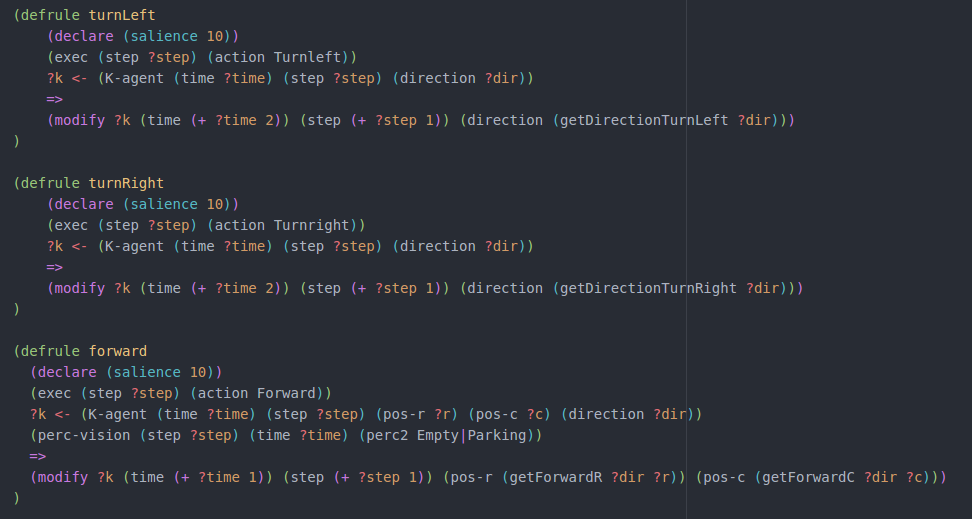 (defrule turnLeft
    (declare (salience 10))
    (exec (step ?step) (action Turnleft))
    ?k <- (K-agent (time ?time) (step ?step) (direction ?dir))
    =>
    (modify ?k (time (+ ?time 2)) (step (+ ?step 1)) (direction (getDirectionTurnLeft ?dir)))
)

(defrule turnRight
    (declare (salience 10))
    (exec (step ?step) (action Turnright))
    ?k <- (K-agent (time ?time) (step ?step) (direction ?dir))
    =>
    (modify ?k (time (+ ?time 2)) (step (+ ?step 1)) (direction (getDirectionTurnRight ?dir)))
)

(defrule forward
  (declare (salience 10))
  (exec (step ?step) (action Forward))
  ?k <- (K-agent (time ?time) (step ?step) (pos-r ?r) (pos-c ?c) (direction ?dir))
  (perc-vision (step ?step) (time ?time) (perc2 Empty|Parking))
  =>
  (modify ?k (time (+ ?time 1)) (step (+ ?step 1)) (pos-r (getForwardR ?dir ?r)) (pos-c (getForwardC ?dir ?c)))
)